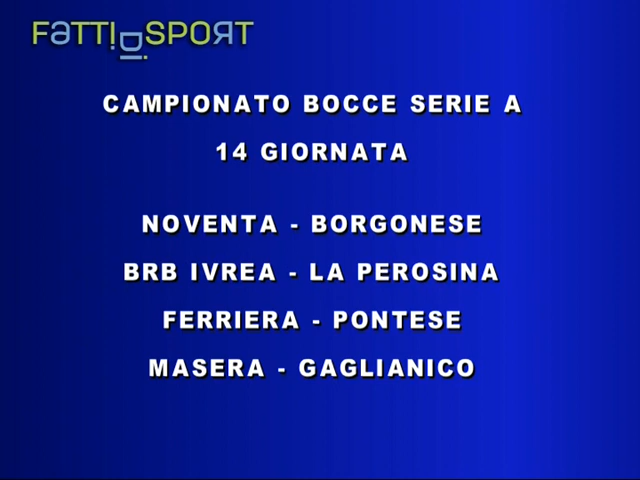 FATTI DI SPORT
CAMPIONATO BOCCE SERIE A
14 GIORNATA
NOVENTA - BORGONESE
BRB IVREA - LA PEROSINA
FERRIERA - PONTESE
MASERA - GAGLIANICO